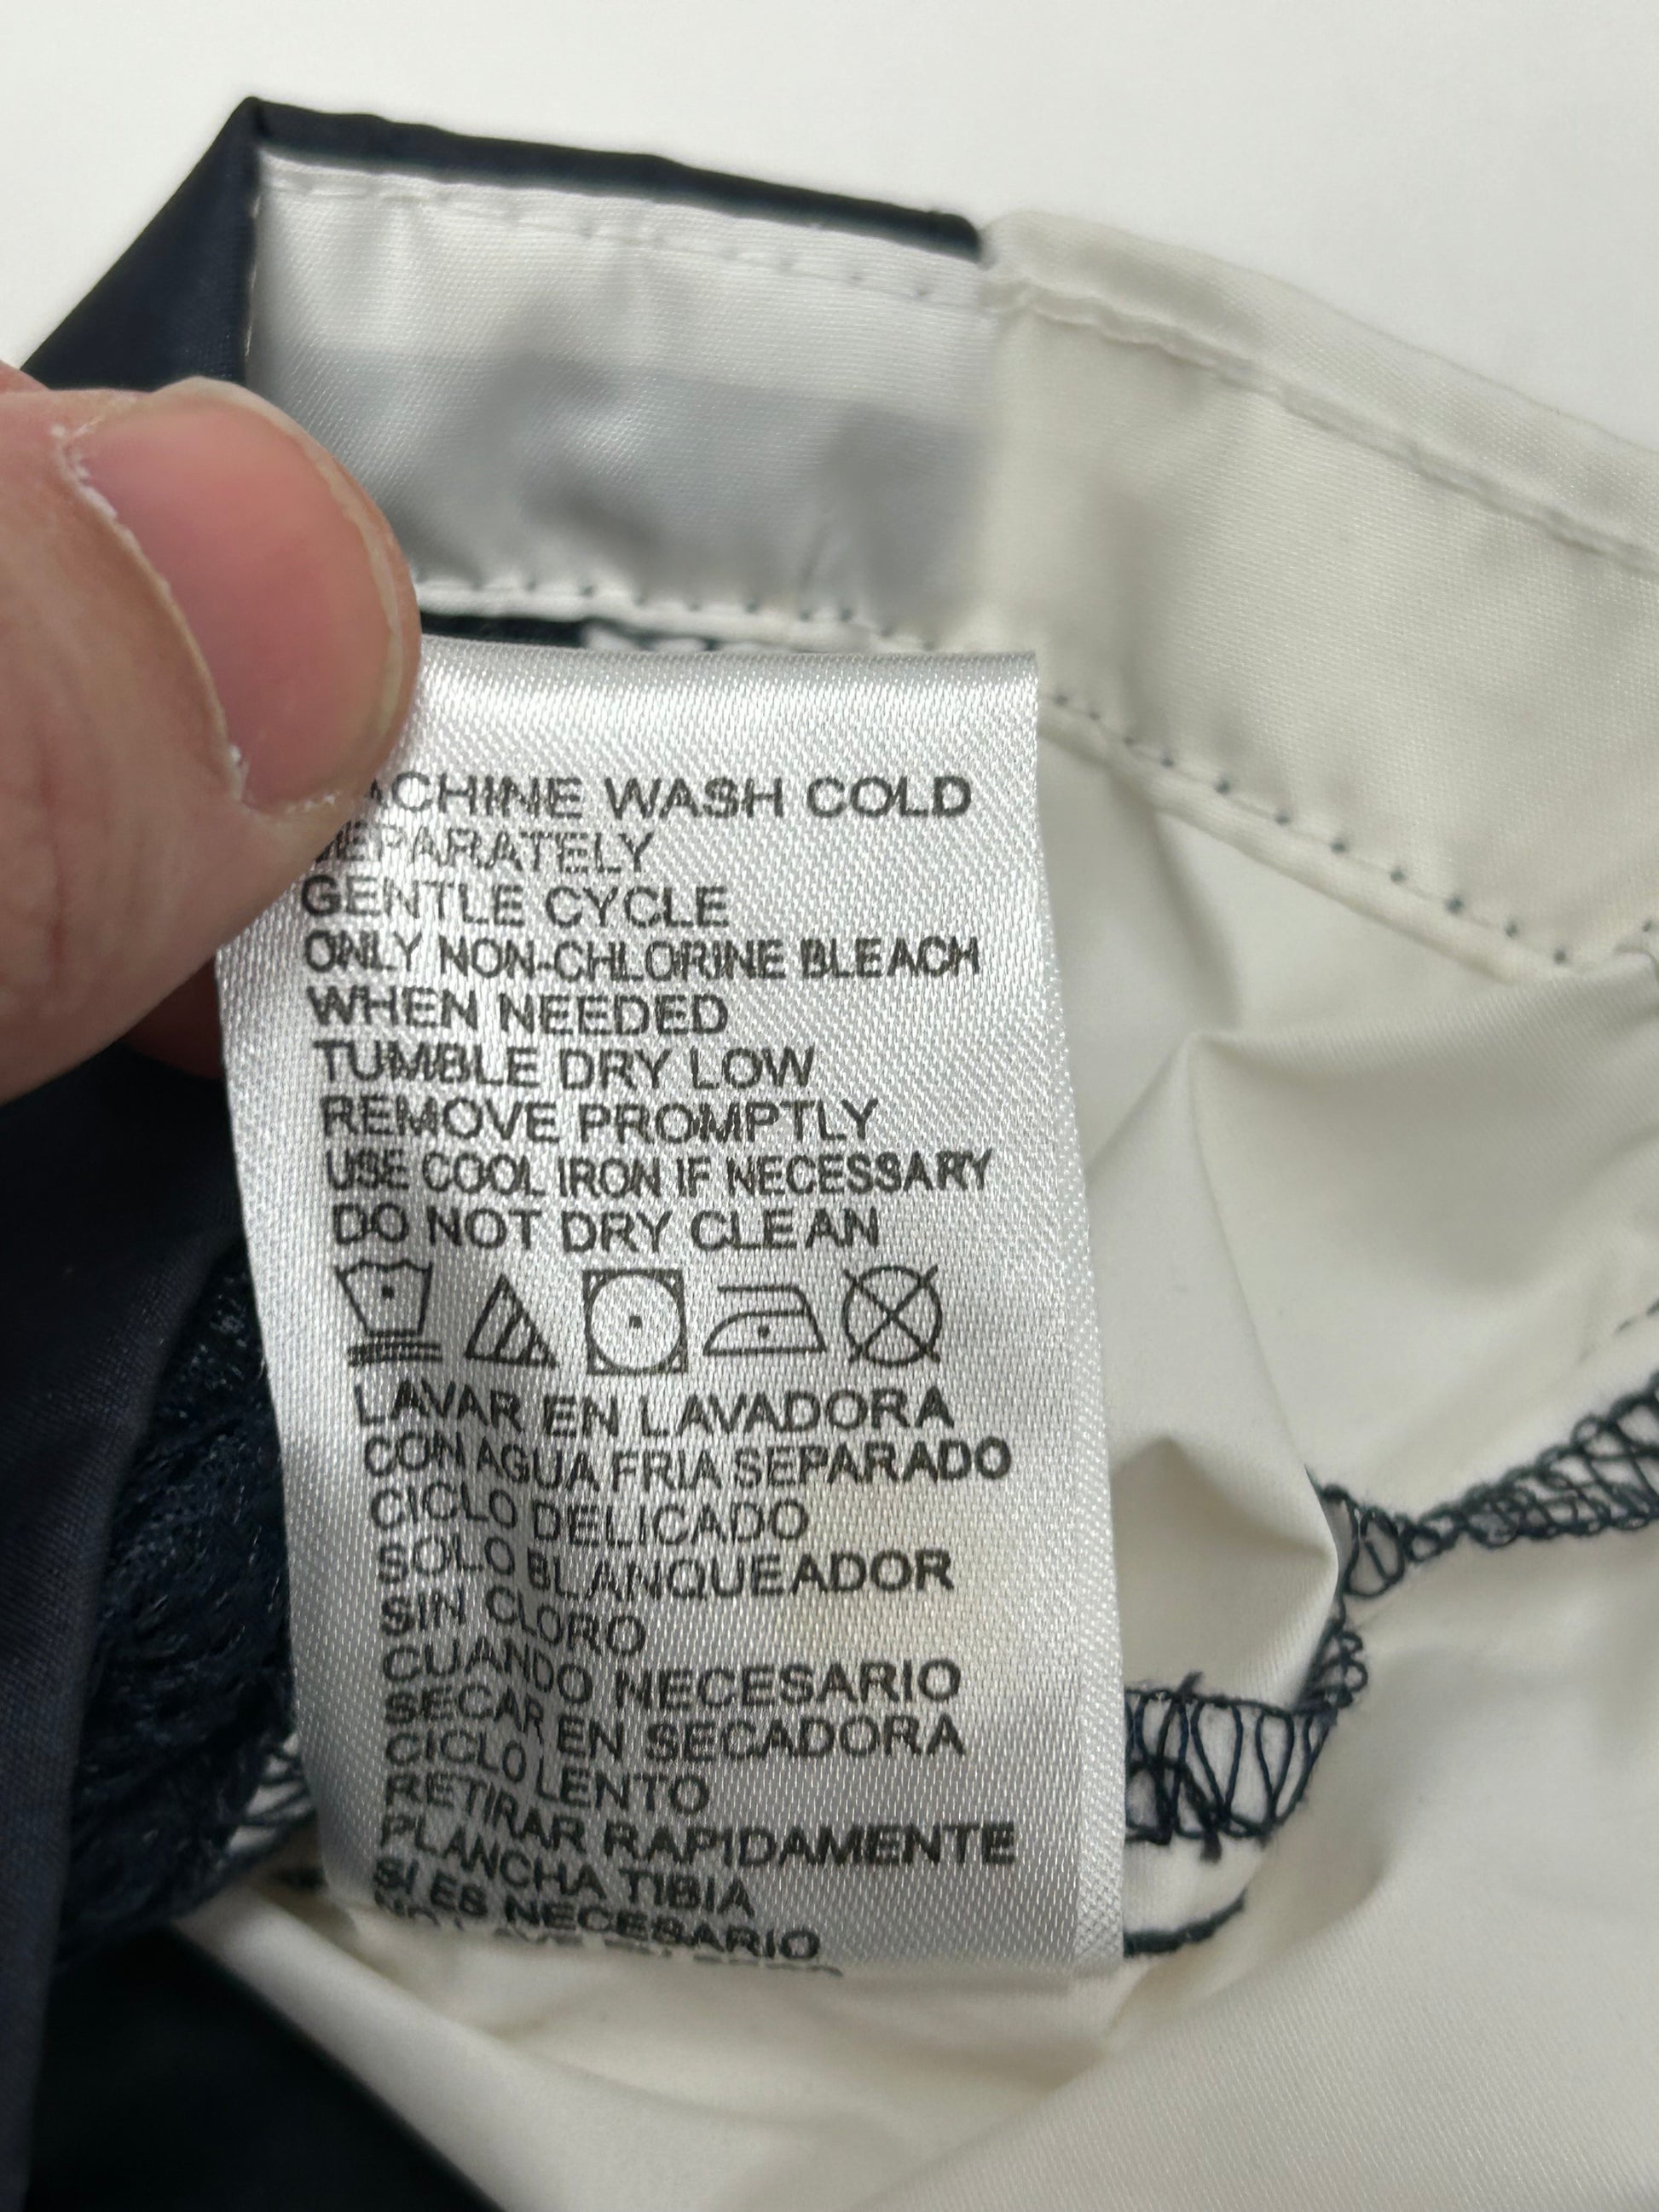 MACHINE WASH COLD
SEPARATELY
GENTLE CYCLE
ONLY NON-CHLORINE BLEACH
WHEN NEEDED
TUMBLE DRY LOW
REMOVE PROMPTLY
USE COOL IRON IF NECESSARY
DO NOT DRY CLEAN
LAVAR EN LAVADORA
CON AGUA FRIA SEPARADO
CICLO DELICADO
SOLO BLANQUEADOR
SIN CLORO
CUANDO NECESARIO
SECAR EN SECADORA
CICLO LENTO
RETIRAR RAPIDAMENTE
PLANCHA TIBIA
SI ES NECESARIO